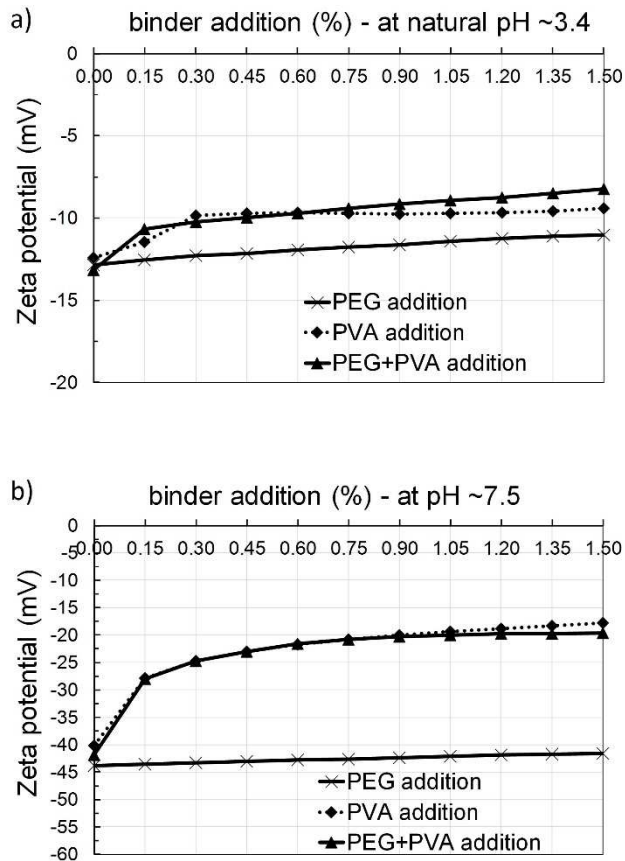 a)
binder addition (%) - at natural pH ~3.4
0
0.00 0.15 0.30 0.45 0.60 0.75 0.90 1.05 1.20 1.35 1.50
-5
-10
-15
-20
Zeta potential (mV)
PEG addition
PVA addition
PEG+PVA addition
b)
binder addition (%) - at pH ~7.5
0
0.00 0.15 0.30 0.45 0.60 0.75 0.90 1.05 1.20 1.35 1.50
-5
-10
-15
-20
-25
-30
-35
-40
-45
-50
-55
-60
Zeta potential (mV)
PEG addition
PVA addition
PEG+PVA addition